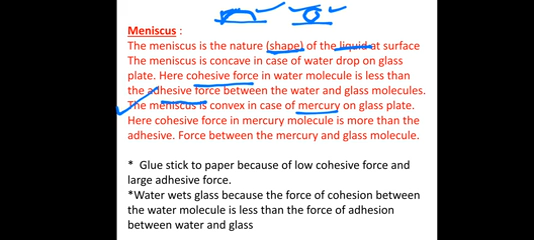 Meniscus :
The meniscus is the nature (shape) of the liquid at surface
The meniscus is concave in case of water drop on glass
plate. Here cohesive force in water molecule is less than
the adhesive force between the water and glass molecules.
The meniscus is convex in case of mercury on glass plate.
Here cohesive force in mercury molecule is more than the
adhesive. Force between the mercury and glass molecule.
* Glue stick to paper because of low cohesive force and
large adhesive force.
*Water wets glass because the force of cohesion between
the water molecule is less than the force of adhesion
between water and glass